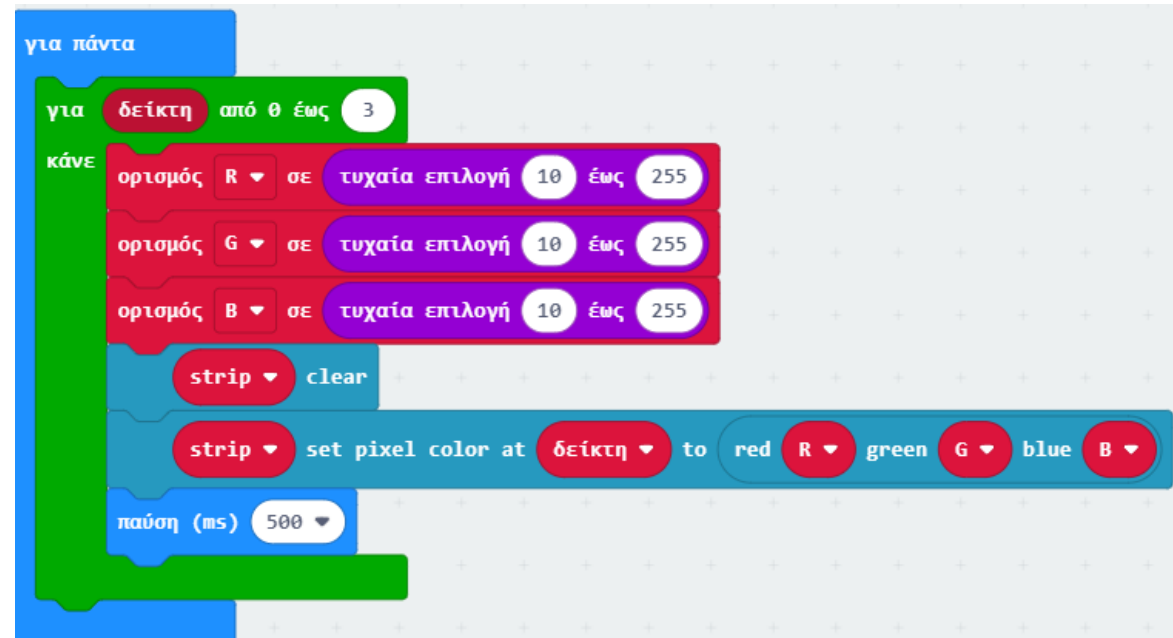 για πάντα
για δείκτη από 0 έως 3
κάνε
ορισμός R σε τυχαία επιλογή 10 έως 255
ορισμός G σε τυχαία επιλογή 10 έως 255
ορισμός B σε τυχαία επιλογή 10 έως 255
strip clear
strip set pixel color at δείκτη to red R green G blue B
παύση (ms) 500